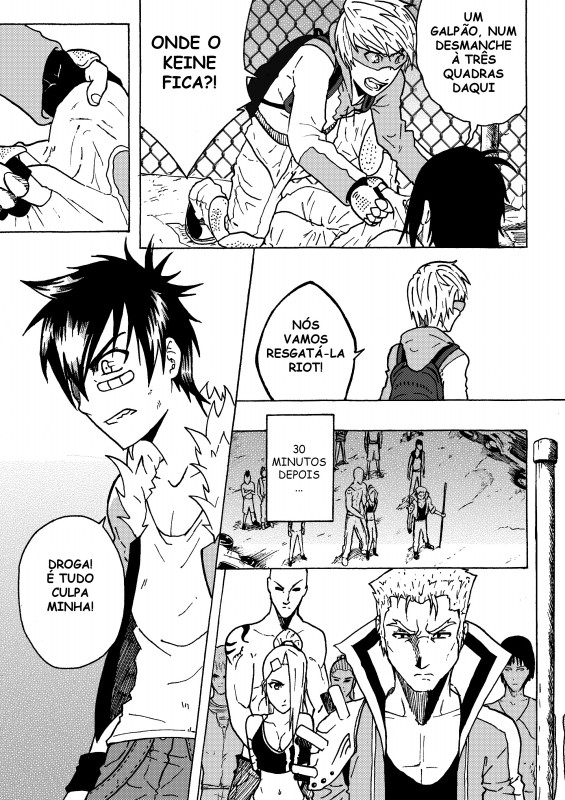 ONDE O
KEINE
FICA?!
UM
GALPÃO, NUM
DESMANCHE
À TRÊS
QUADRAS
DAQUI
NÓS
VAMOS
RESGATÁ-LA
RIOT!
DROGA!
É TUDO
CULPA
MINHA!
30
MINUTOS
DEPOIS
...